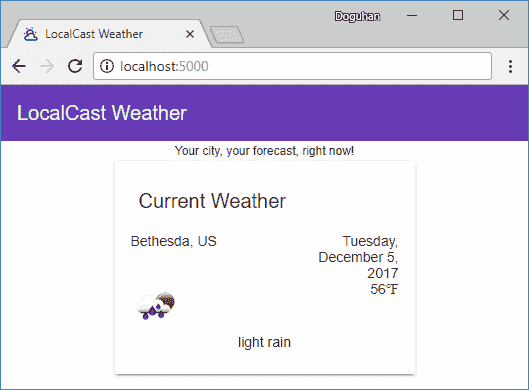 Doguhan
LocalCast Weather
localhost:5000
LocalCast Weather
Your city, your forecast, right now!
Current Weather
Bethesda, US
Tuesday,
December 5,
2017
56℉
light rain